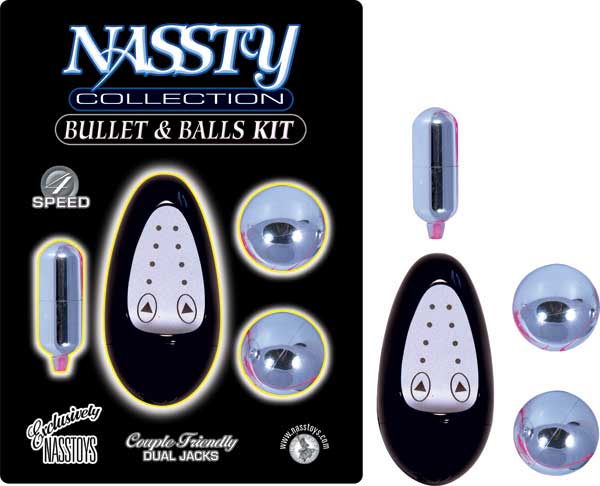 NASSTY
COLLECTION
BULLET & BALLS KIT
4
SPEED
Exclusively
NASSTOYS
Couple Friendly
DUAL JACKS
www.nasstoys.com